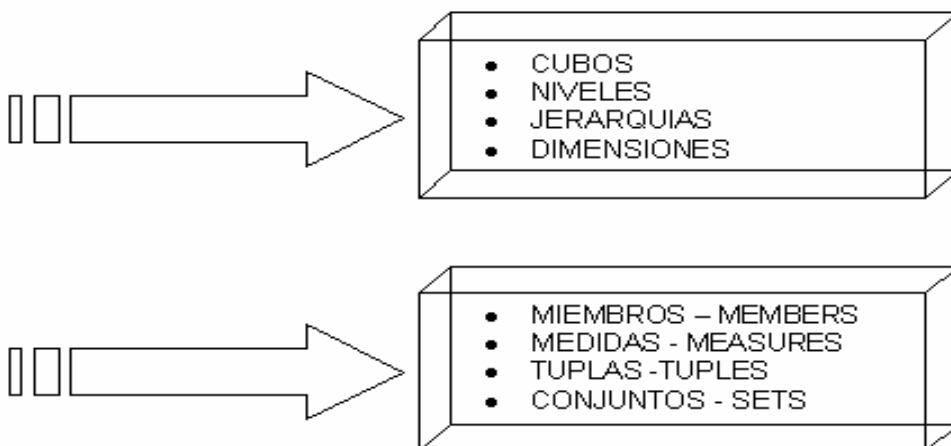 • CUBOS
• NIVELES
• JERARQUIAS
• DIMENSIONES
• MIEMBROS – MEMBERS
• MEDIDAS - MEASURES
• TUPLAS -TUPLES
• CONJUNTOS - SETS